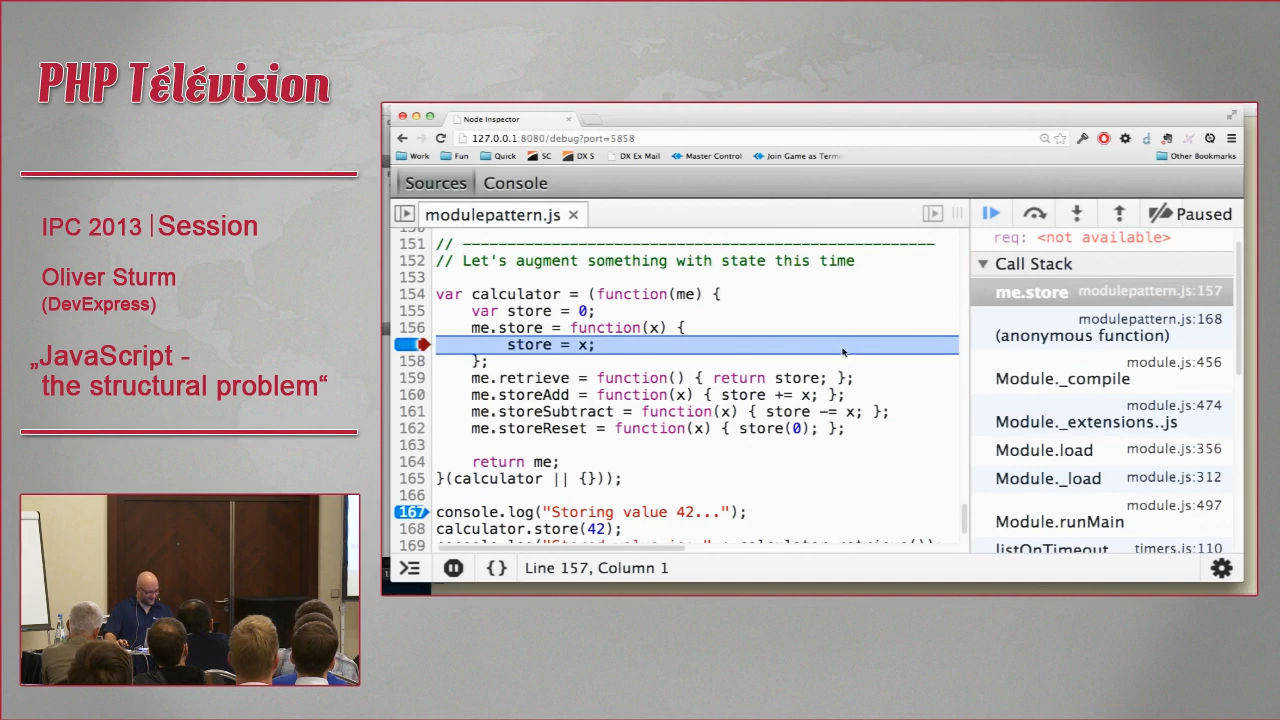 PHP Télévision
IPC 2013 | Session
Oliver Sturm
(DevExpress)
„JavaScript -
the structural problem“
Node Inspector
127.0.0.1:8080/debug?port=5858
Work Fun Quick SC DX S DX Ex Mail Master Control Join Game as Term Other Bookmarks
Sources Console
modulepattern.js
151 // -----------------------------------------------------
152 // Let's augment something with state this time
153
154 var calculator = (function(me) {
155 var store = 0;
156 me.store = function(x) {
store = x;
158 };
159 me.retrieve = function() { return store; };
160 me.storeAdd = function(x) { store += x; };
161 me.storeSubtract = function(x) { store -= x; };
162 me.storeReset = function(x) { store(0); };
163
164 return me;
165 }(calculator || {}));
166
167 console.log("Storing value 42...");
168 calculator.store(42);
169
Line 157, Column 1
Paused
req: <not available>
Call Stack
me.store modulepattern.js:157
modulepattern.js:168
(anonymous function)
module.js:456
Module._compile
module.js:474
Module._extensions..js
Module.load module.js:356
Module._load module.js:312
module.js:497
Module.runMain
listOnTimeout timers.js:110